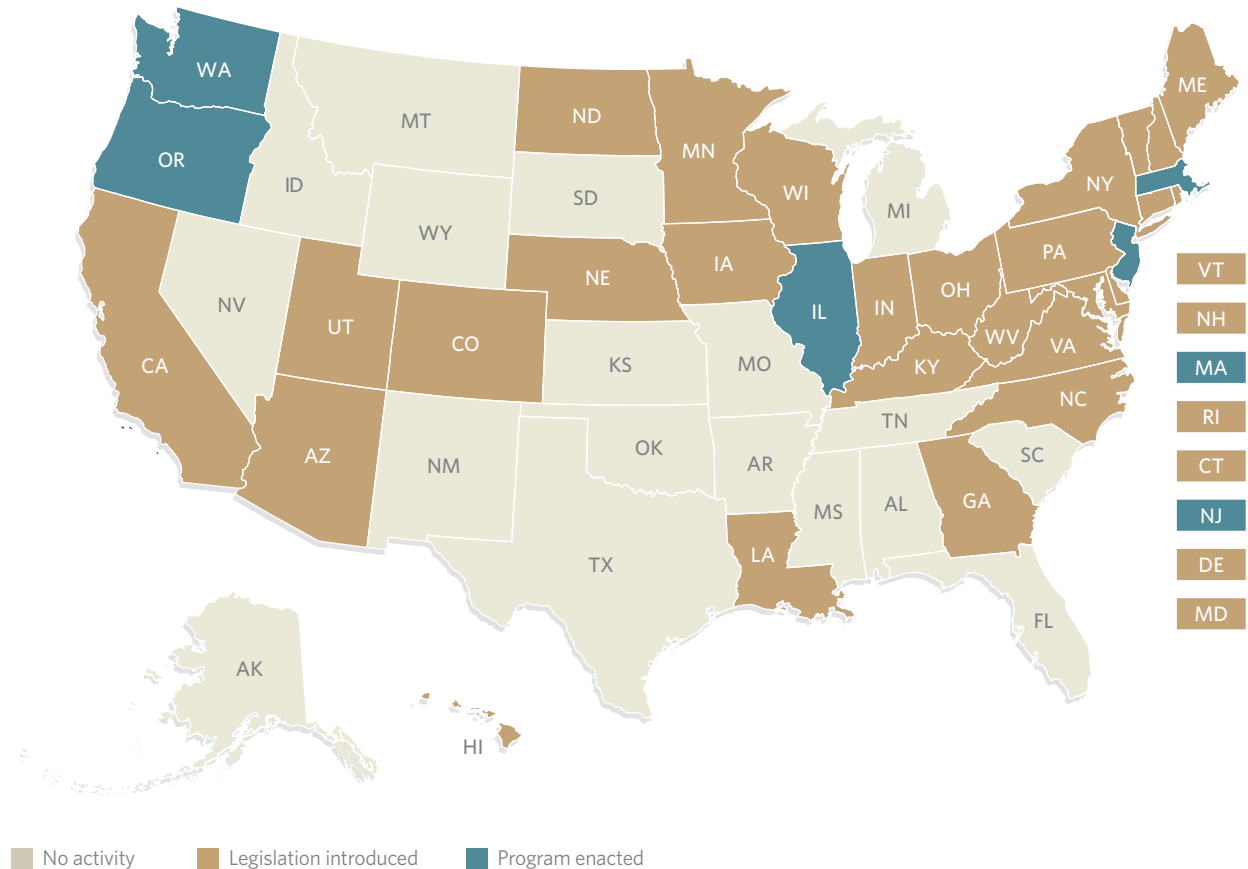 WA
ME
MT
ND
MN
OR
ID
SD
WI
NY
MI
WY
PA
IA
NE
OH
VT
NV
IN
UT
IL
NH
CO
WV
VA
CA
KS
MO
KY
MA
NC
RI
TN
OK
SC
AZ
NM
AR
CT
GA
MS
AL
NJ
LA
TX
DE
MD
FL
AK
HI
No activity
Legislation introduced
Program enacted